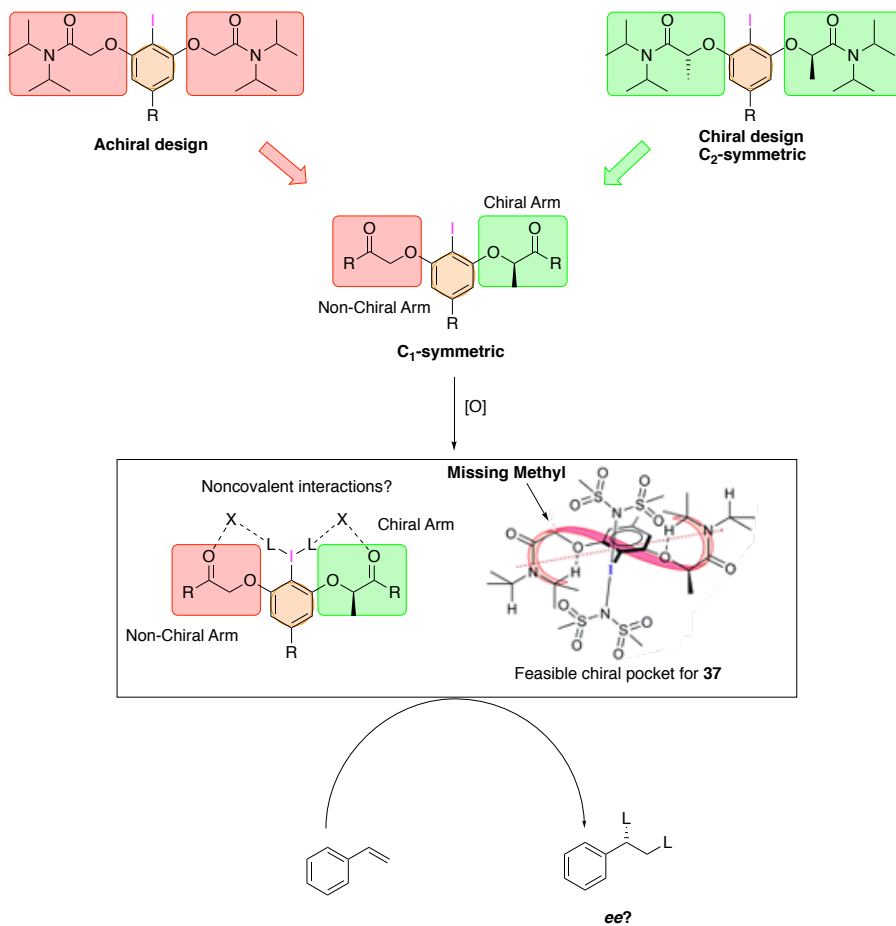 O
I
O
N
O
O
N
R
Achiral design
O
I
O
N
O
O
N
R
Chiral design
C₂-symmetric
Chiral Arm
O
I
O
R
O
O
R
Non-Chiral Arm
R
C₁-symmetric
[O]
Missing Methyl
Noncovalent interactions?
X
X
Chiral Arm
O
L
I
L
O
R
O
O
R
Non-Chiral Arm
R
O
O
S
N
S
O
O
H
H
N
O
O
H
O
O
N
H
I
N
O
O
S
S
O
O
Feasible chiral pocket for 37
L
L
ee?